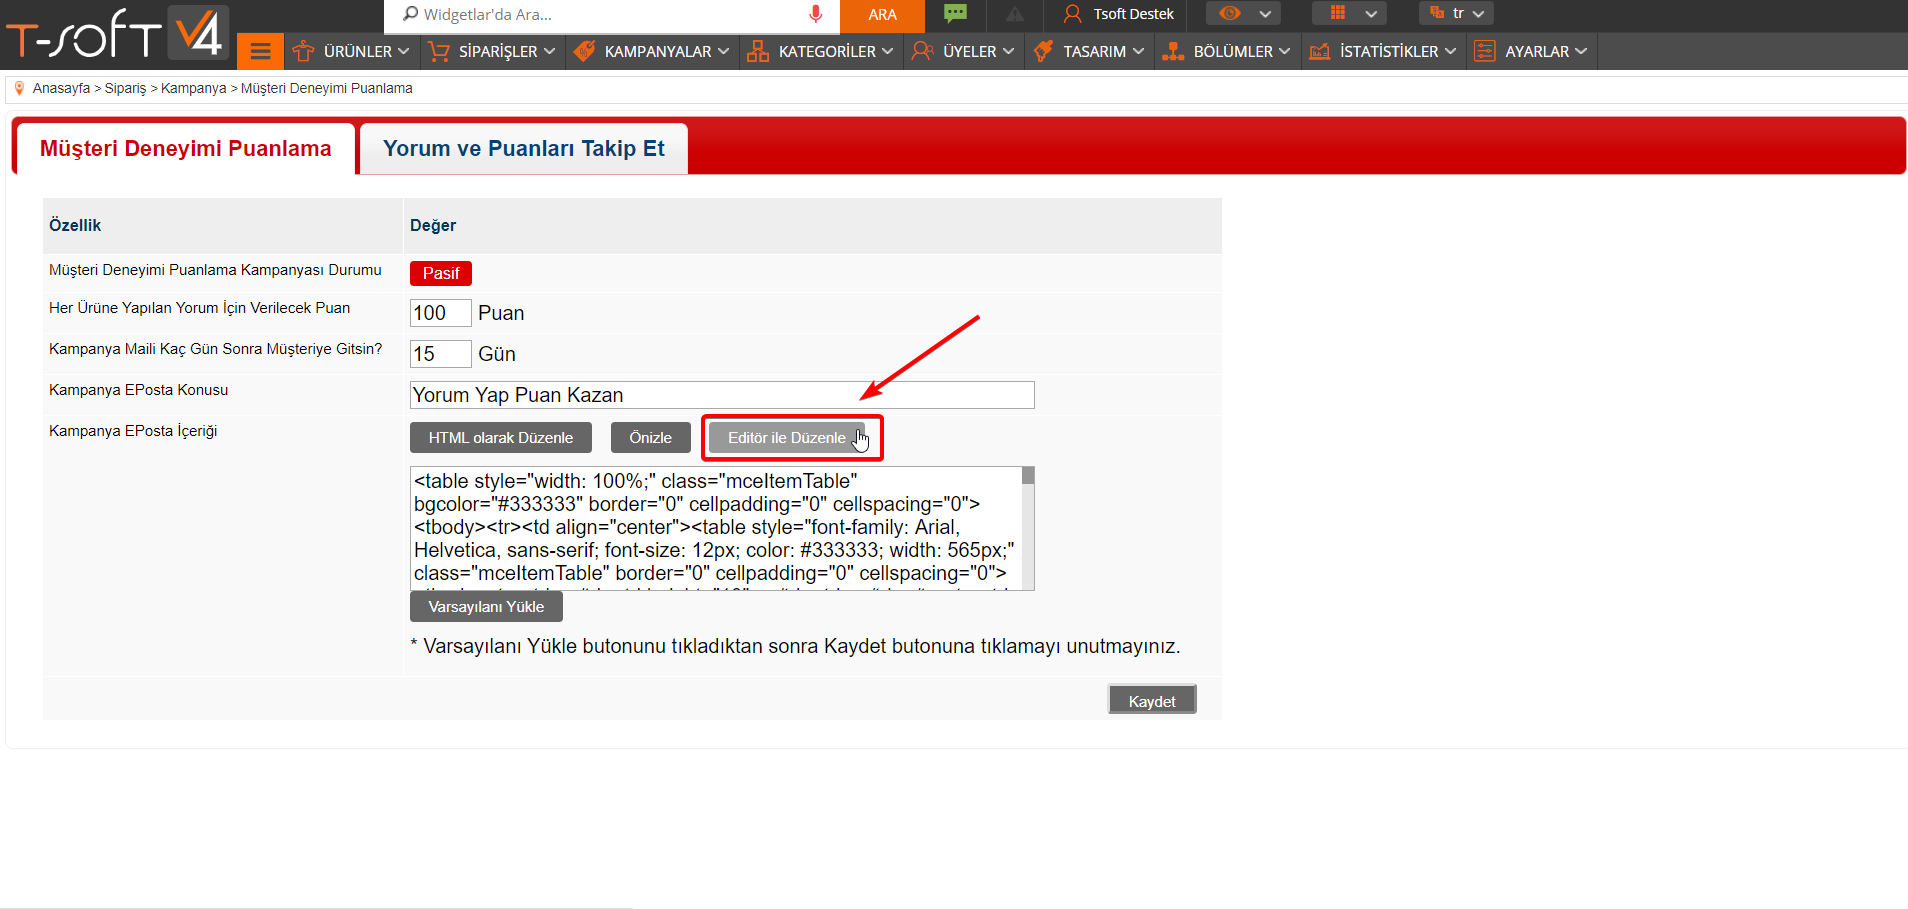 T-SOFT V4
Widgetlar'da Ara...
ARA
Tsoft Destek
tr
ÜRÜNLER
SİPARİŞLER
KAMPANYALAR
KATEGORİLER
ÜYELER
TASARIM
BÖLÜMLER
İSTATİSTİKLER
AYARLAR
Anasayfa > Sipariş > Kampanya > Müşteri Deneyimi Puanlama
Müşteri Deneyimi Puanlama
Yorum ve Puanları Takip Et
Özellik
Değer
Müşteri Deneyimi Puanlama Kampanyası Durumu
Pasif
Her Ürüne Yapılan Yorum İçin Verilecek Puan
100 Puan
Kampanya Maili Kaç Gün Sonra Müşteriye Gitsin?
15 Gün
Kampanya EPosta Konusu
Yorum Yap Puan Kazan
Kampanya EPosta İçeriği
HTML olarak Düzenle
Önizle
Editör ile Düzenle
<table style="width: 100%;" class="mceItemTable"
bgcolor="#333333" border="0" cellpadding="0" cellspacing="0">
<tbody><tr><td align="center"><table style="font-family: Arial,
Helvetica, sans-serif; font-size: 12px; color: #333333; width: 565px;"
class="mceItemTable" border="0" cellpadding="0" cellspacing="0">
Varsayılanı Yükle
* Varsayılanı Yükle butonunu tıkladıktan sonra Kaydet butonuna tıklamayı unutmayınız.
Kaydet